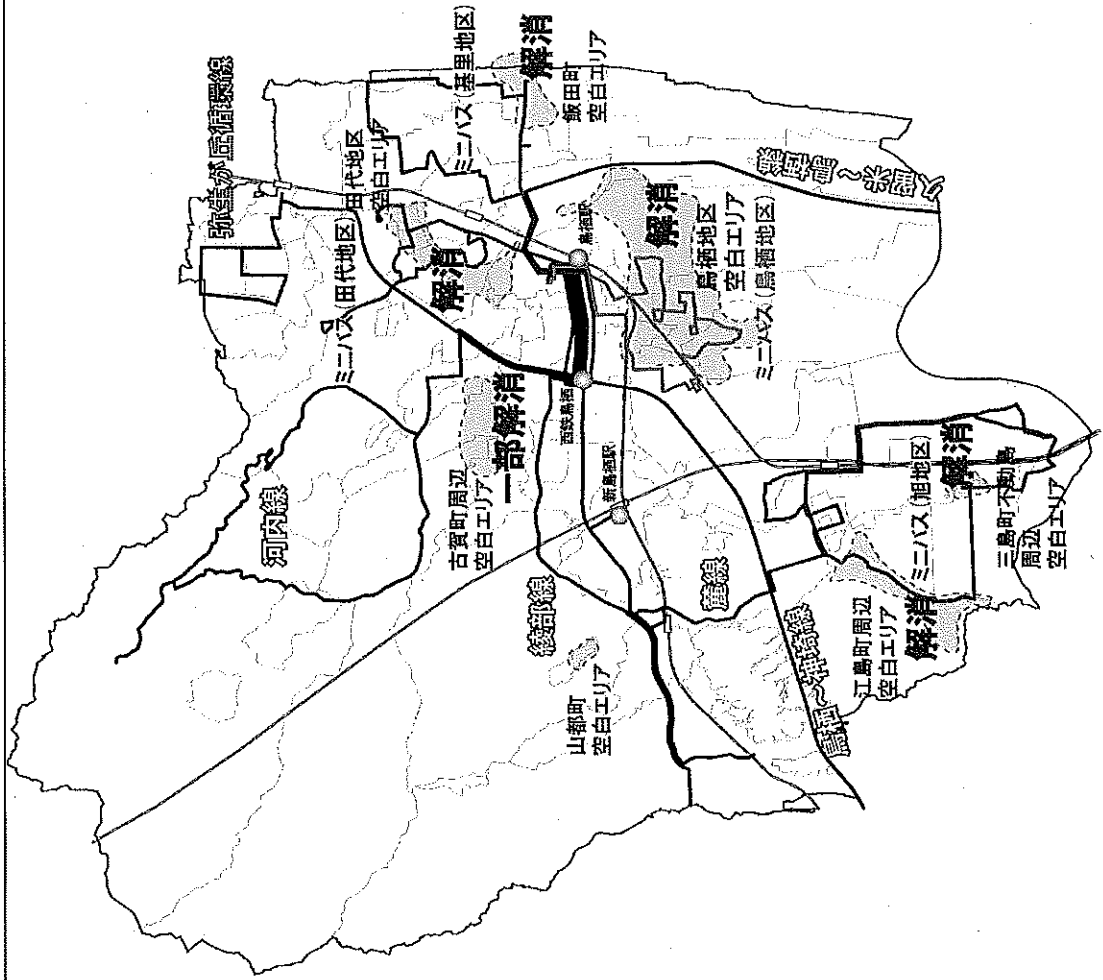 弥生が丘循環線
ミニバス(基里地区)
解消
飯田町
空白エリア
田代地区
空白エリア
ミニバス(田代地区)
解消
久留米~鳥栖線
鳥栖駅
解消
鳥栖地区
空白エリア
ミニバス(鳥栖地区)
一部解消
西鉄鳥栖
古賀町周辺
空白エリア
河内線
新鳥栖駅
綾部線
麓線
山都町
空白エリア
鳥栖~神埼線
江島町周辺
空白エリア
解消
ミニバス(旭地区)
解消
三島町不動島
周辺
空白エリア